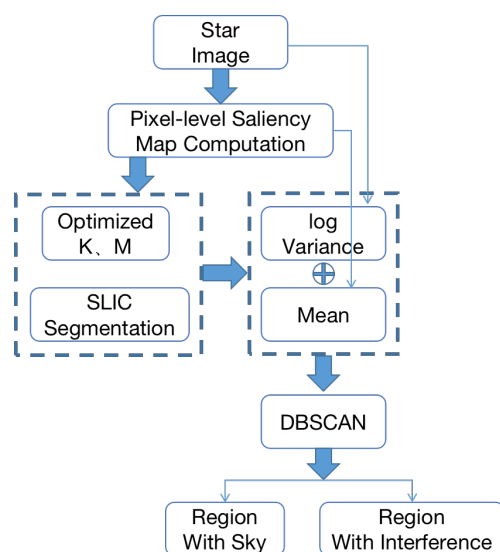 Star
Image
Pixel-level Saliency
Map Computation
Optimized
K、M
SLIC
Segmentation
log
Variance
Mean
DBSCAN
Region
With Sky
Region
With Interference